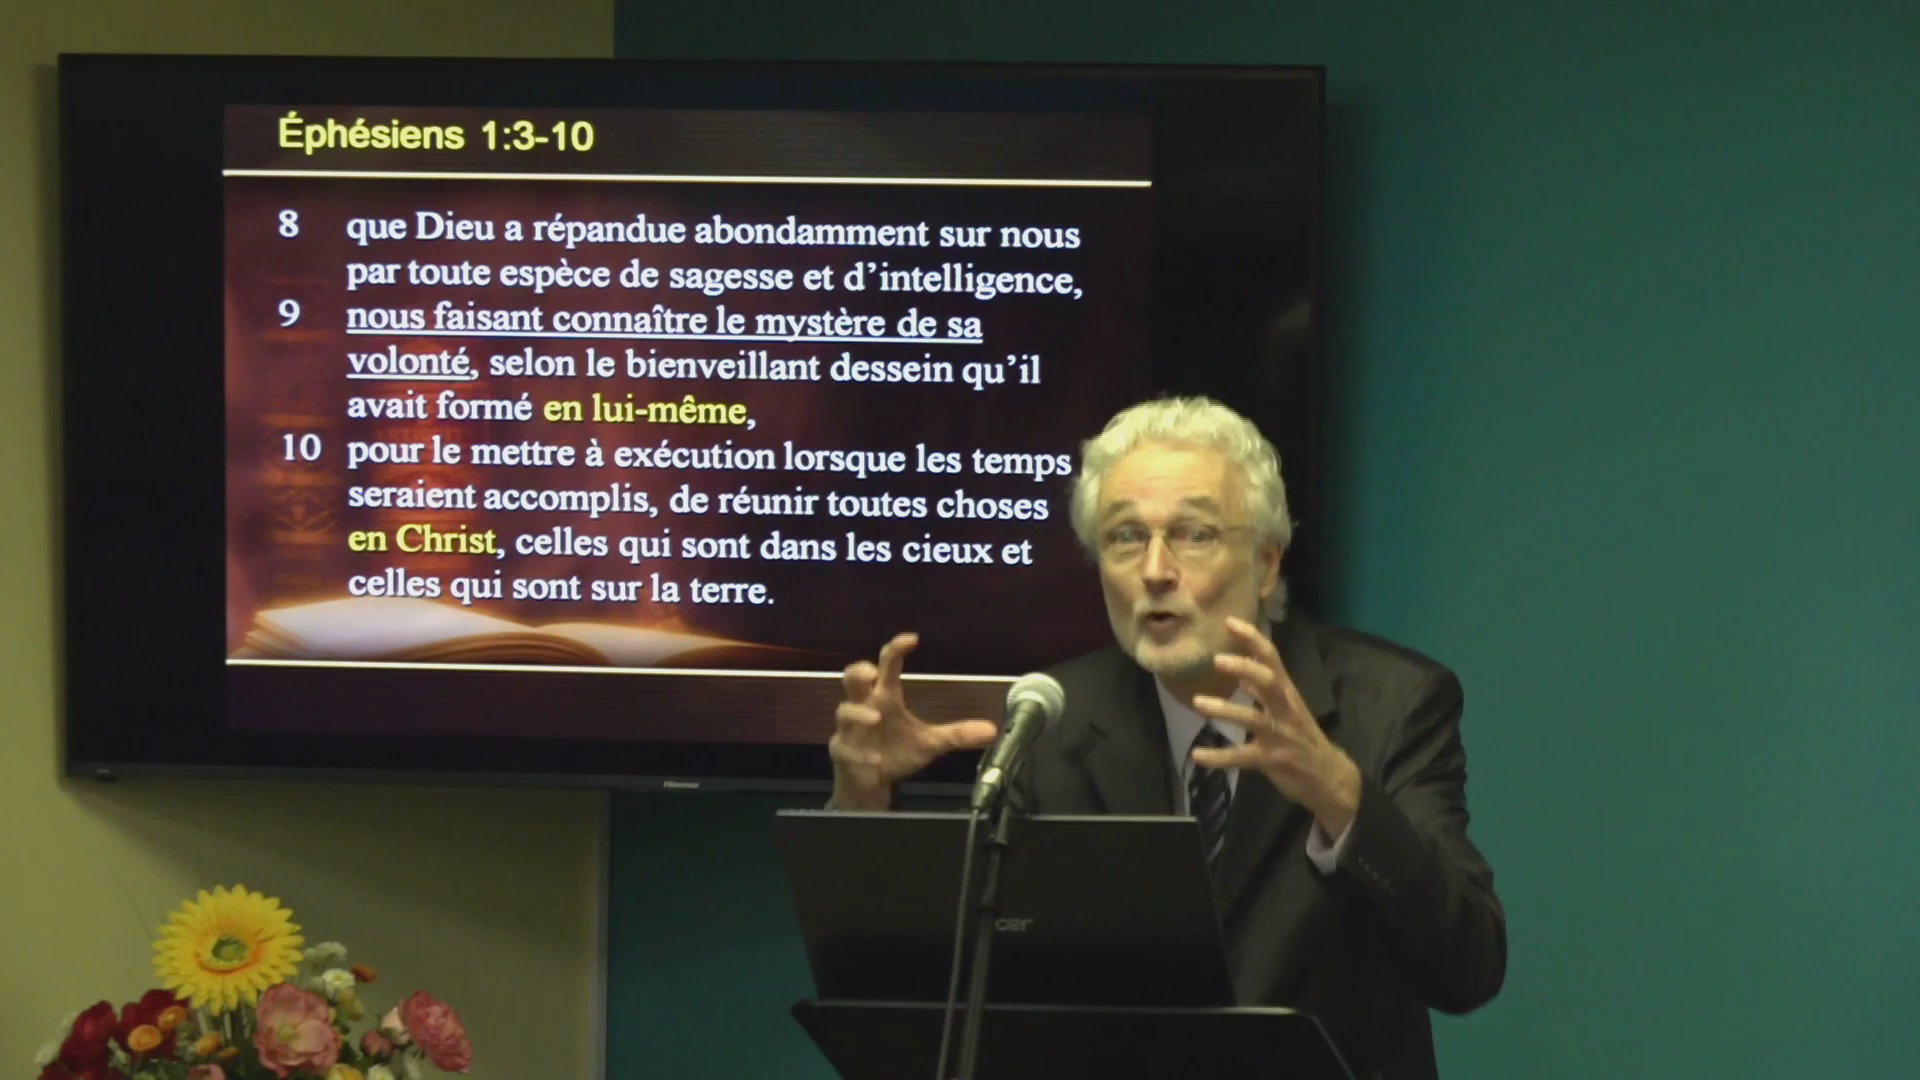 Éphésiens 1:3-10
8 que Dieu a répandue abondamment sur nous
par toute espèce de sagesse et d’intelligence,
9 nous faisant connaître le mystère de sa
volonté, selon le bienveillant dessein qu’il
avait formé en lui-même,
10 pour le mettre à exécution lorsque les temps
seraient accomplis, de réunir toutes choses
en Christ, celles qui sont dans les cieux et
celles qui sont sur la terre.
Hisense
acer